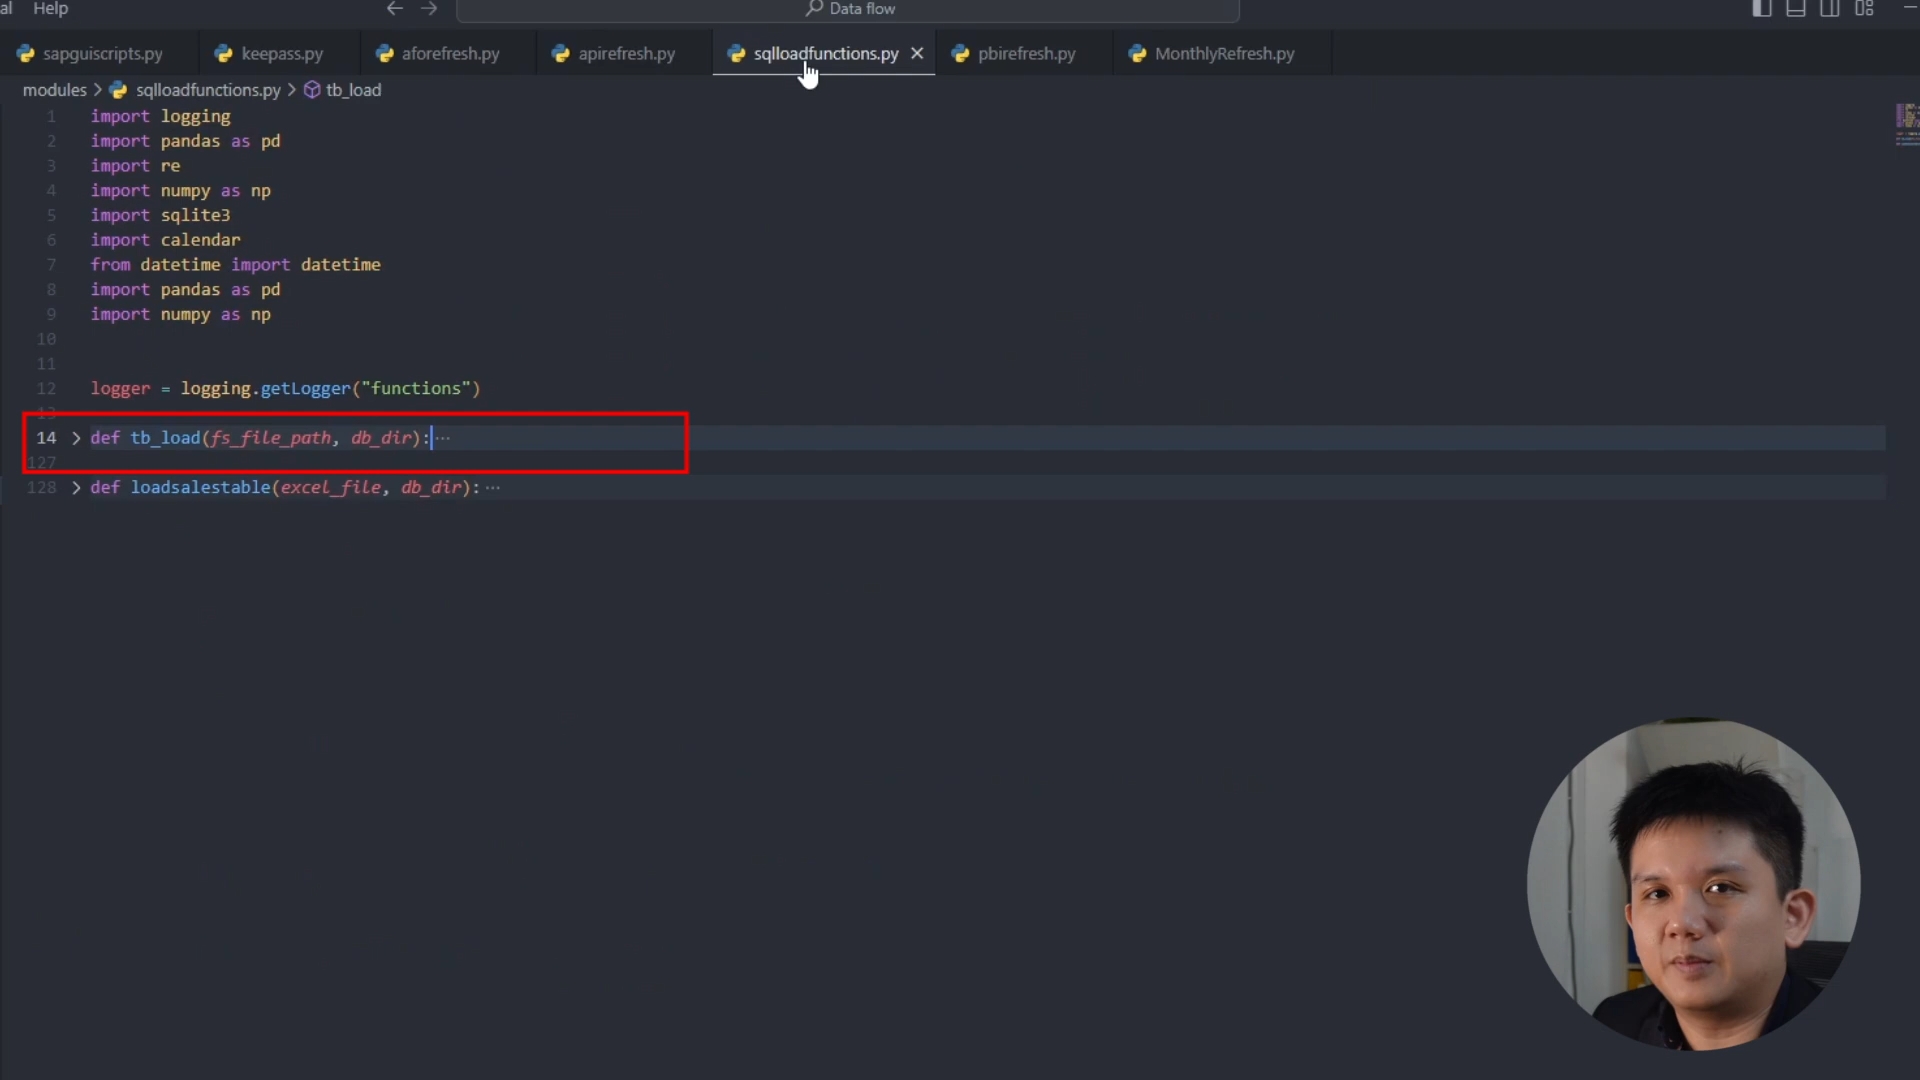 al Help Data flow
sapguiscripts.py keepass.py aforefresh.py apirefresh.py sqlloadfunctions.py pbirefresh.py MonthlyRefresh.py
modules > sqlloadfunctions.py > tb_load
1 import logging
2 import pandas as pd
3 import re
4 import numpy as np
5 import sqlite3
6 import calendar
7 from datetime import datetime
8 import pandas as pd
9 import numpy as np
10
11
12 logger = logging.getLogger("functions")
13
14 > def tb_load(fs_file_path, db_dir):···
127
128 > def loadsalestable(excel_file, db_dir):···